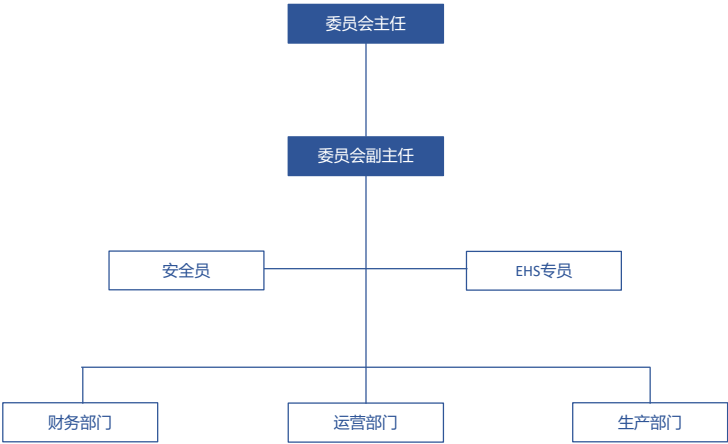 委员会主任
委员会副主任
安全员
EHS专员
财务部门
运营部门
生产部门